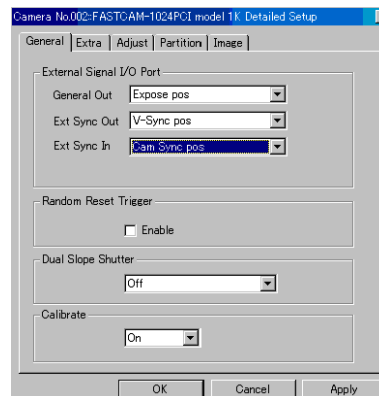 Camera No.002=FASTCAM-1024PCI model 1K Detailed Setup
General Extra Adjust Partition Image
External Signal I/O Port
General Out Expose pos
Ext Sync Out V-Sync pos
Ext Sync In Cam Sync pos
Random Reset Trigger
Enable
Dual Slope Shutter
Off
Calibrate
On
OK Cancel Apply